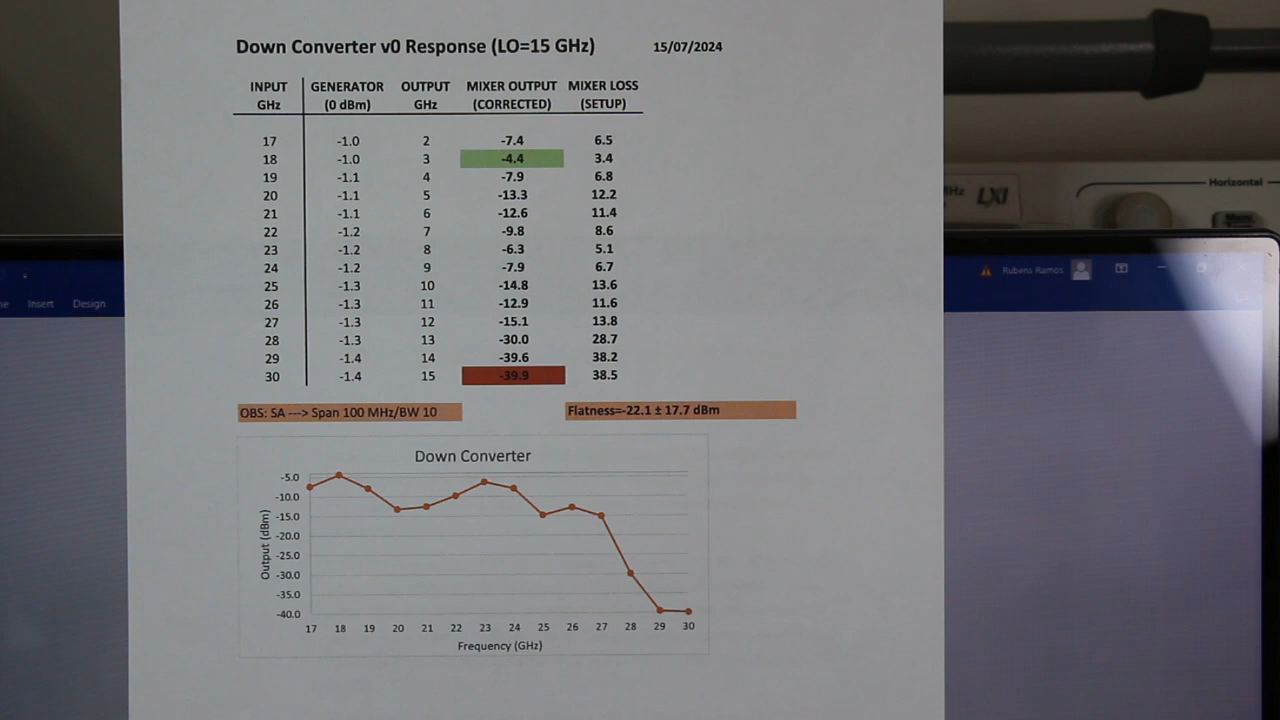 Down Converter v0 Response (LO=15 GHz) 15/07/2024
INPUT GENERATOR OUTPUT MIXER OUTPUT MIXER LOSS
GHz (0 dBm) GHz (CORRECTED) (SETUP)
17 -1.0 2 -7.4 6.5
18 -1.0 3 -4.4 3.4
19 -1.1 4 -7.9 6.8
20 -1.1 5 -13.3 12.2
21 -1.1 6 -12.6 11.4
22 -1.2 7 -9.8 8.6
23 -1.2 8 -6.3 5.1
24 -1.2 9 -7.9 6.7
25 -1.3 10 -14.8 13.6
26 -1.3 11 -12.9 11.6
27 -1.3 12 -15.1 13.8
28 -1.3 13 -30.0 28.7
29 -1.4 14 -39.6 38.2
30 -1.4 15 -39.9 38.5
OBS: SA ---> Span 100 MHz/BW 10 Flatness=-22.1 ± 17.7 dBm
Down Converter
Output (dBm)
-5.0
-10.0
-15.0
-20.0
-25.0
-30.0
-35.0
-40.0
17 18 19 20 21 22 23 24 25 26 27 28 29 30
Frequency (GHz)
Insert Design
Rubens Ramos
LXI
Horizontal